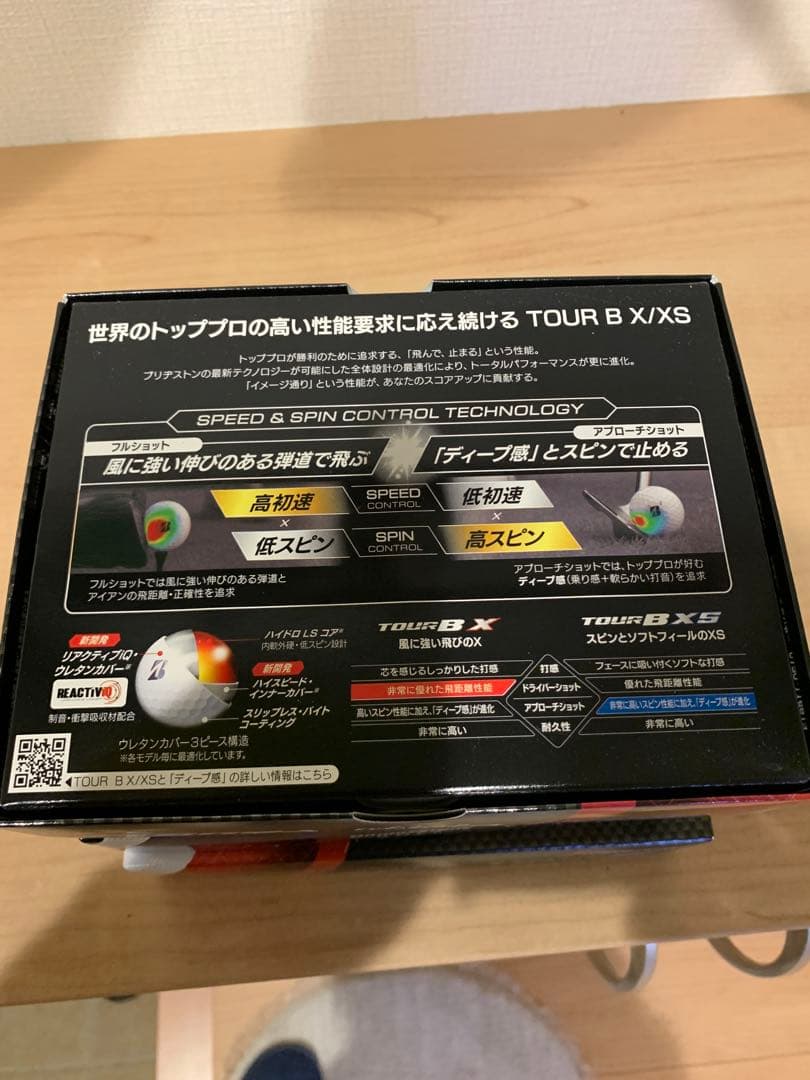 世界のトッププロの高い性能要求に応え続ける TOUR B X/XS
トッププロが勝利のために追求する、「飛んで、止まる」という性能。
ブリヂストンの最新テクノロジーが可能にした全体設計の最適化により、トータルパフォーマンスが更に進化。
「イメージ通り」という性能が、あなたのスコアアップに貢献する。
SPEED & SPIN CONTROL TECHNOLOGY
フルショット
風に強い伸びのある弾道で飛ぶ
アプローチショット
「ディープ感」とスピンで止める
高初速
SPEED CONTROL
低初速
×
×
低スピン
SPIN CONTROL
高スピン
フルショットでは風に強い伸びのある弾道と
アイアンの飛距離・正確性を追求
アプローチショットでは、トッププロが好む
ディープ感(乗り感+軟らかい打音)を追求
新開発
リアクティブiQ・
ウレタンカバー※
REACTiV iQ
制音・衝撃吸収材配合
ハイドロ LS コア※
内軟外硬・低スピン設計
新開発
ハイスピード・
インナーカバー※
スリップレス・バイト
コーティング
ウレタンカバー3ピース構造
※各モデル毎に最適化しています。
TOUR B X
風に強い飛びのX
TOUR B XS
スピンとソフトフィールのXS
芯を感じるしっかりした打感
打感
フェースに吸い付くソフトな打感
非常に優れた飛距離性能
ドライバーショット
優れた飛距離性能
高いスピン性能に加え、「ディープ感」が進化
アプローチショット
非常に高いスピン性能に加え、「ディープ感」が進化
非常に高い
耐久性
非常に高い
◀TOUR B X/XSと「ディープ感」の詳しい情報はこちら